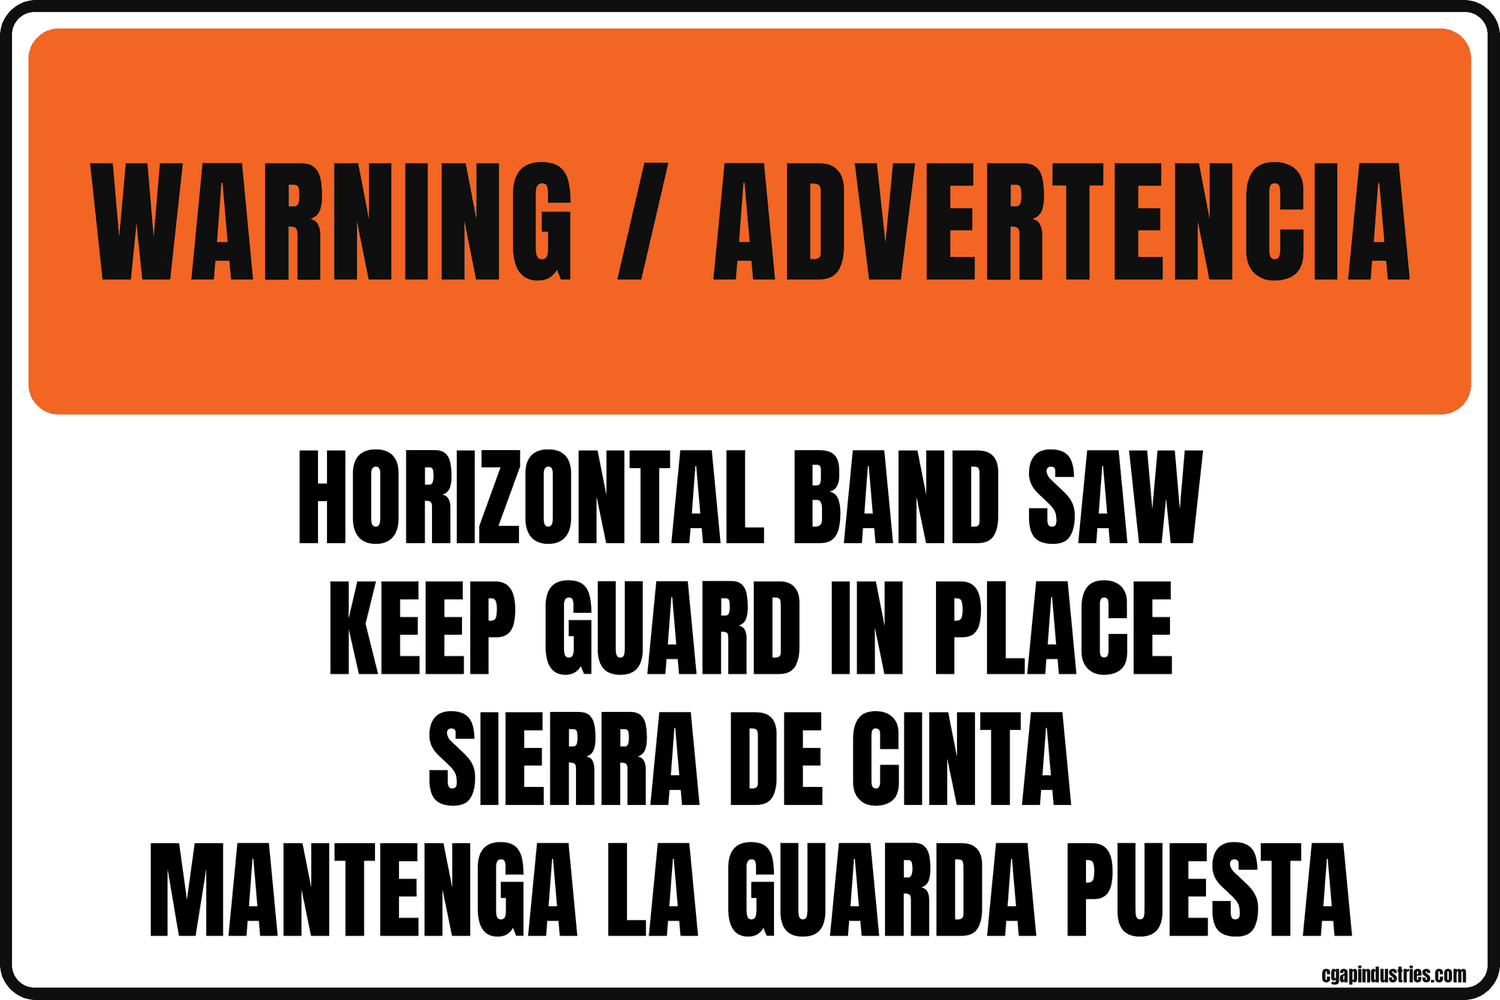 WARNING / ADVERTENCIA
HORIZONTAL BAND SAW
KEEP GUARD IN PLACE
SIERRA DE CINTA
MANTENGA LA GUARDA PUESTA
cgapindustries.com